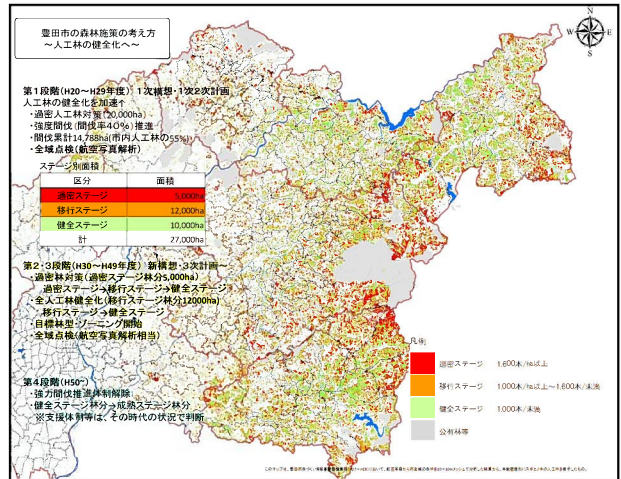 豊田市の森林施策の考え方
～人工林の健全化へ～
N
W
E
S
第1段階(H20～H29年度) 1次構想・1次2次計画
人工林の健全化を加速↑
・過密人工林対策(20,000ha)
・強度間伐(間伐率40％)推進
・間伐累計14,788ha(市内人工林の55%)
・全域点検(航空写真解析)
ステージ別面積
区分 面積
過密ステージ 5,000ha
移行ステージ 12,000ha
健全ステージ 10,000ha
計 27,000ha
第2・3段階(H30～H49年度) 新構想・3次計画～
・過密林対策(過密ステージ林分5,000ha)
過密ステージ→移行ステージ→健全ステージ
・全人工林健全化(移行ステージ林分12000ha)
移行ステージ→健全ステージ
・目標林型・ゾーニング開始
・全域点検(航空写真解析相当)
第4段階(H50~)
・強力間伐推進体制解除
・健全ステージ林分→成熟ステージ林分
※支援体制等は、その時代の状況で判断
凡例
過密ステージ 1,600本/ha以上
移行ステージ 1,000本/ha以上～1,600本/未満
健全ステージ 1,000本/未満
公有林等